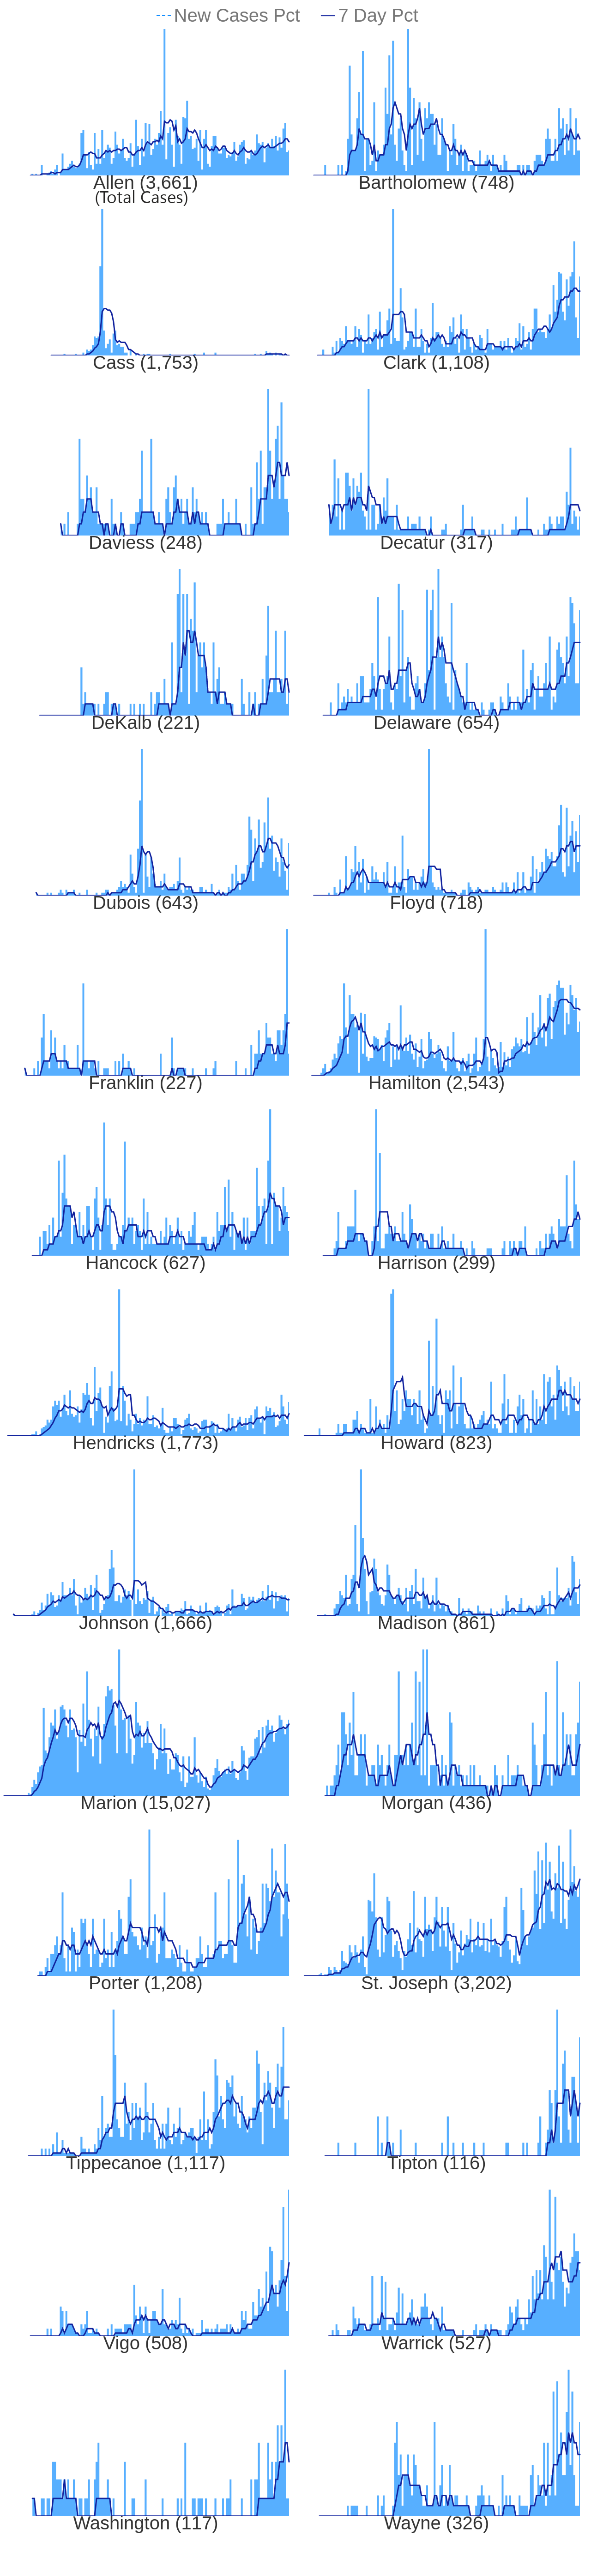 New Cases Pct 7 Day Pct
Allen (3,661) Bartholomew (748)
(Total Cases)
Cass (1,753) Clark (1,108)
Daviess (248) Decatur (317)
DeKalb (221) Delaware (654)
Dubois (643) Floyd (718)
Franklin (227) Hamilton (2,543)
Hancock (627) Harrison (299)
Hendricks (1,773) Howard (823)
Johnson (1,666) Madison (861)
Marion (15,027) Morgan (436)
Porter (1,208) St. Joseph (3,202)
Tippecanoe (1,117) Tipton (116)
Vigo (508) Warrick (527)
Washington (117) Wayne (326)